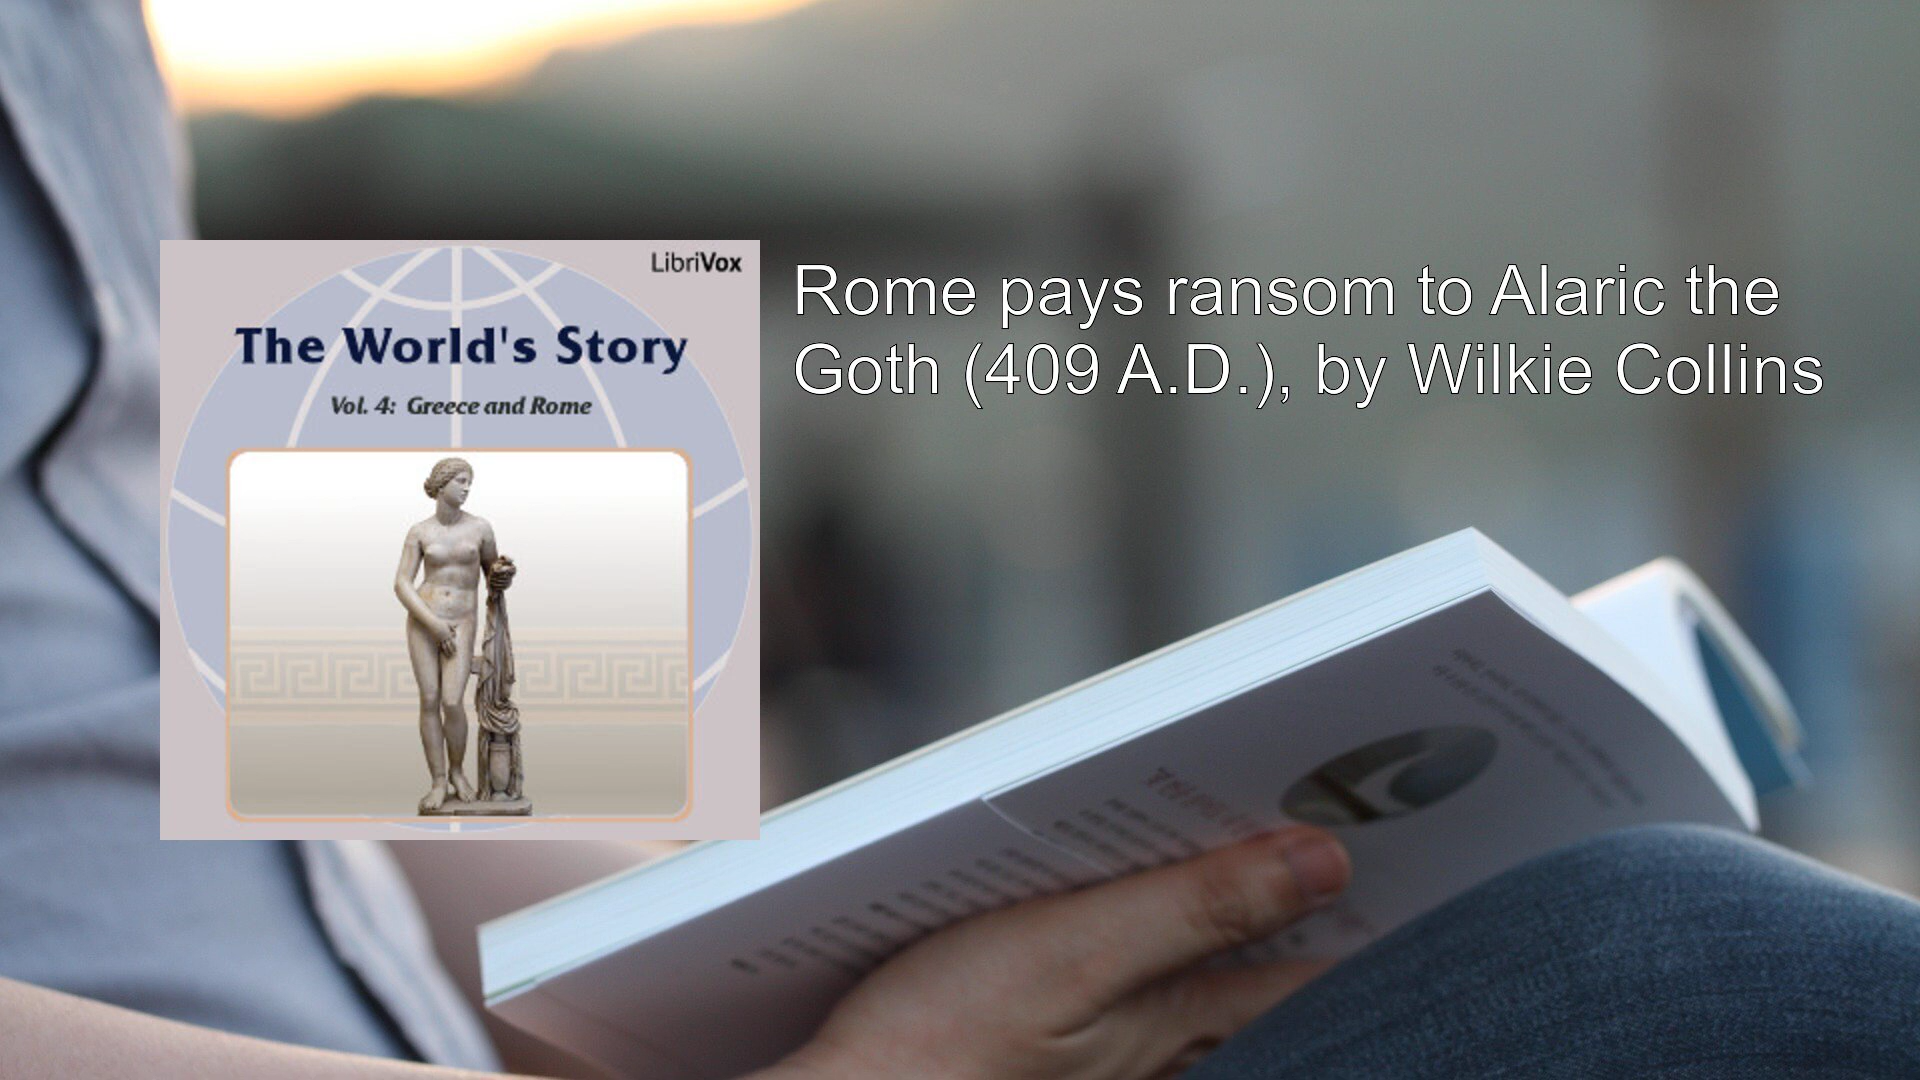 LibriVox
The World's Story
Vol. 4: Greece and Rome
Rome pays ransom to Alaric the
Goth (409 A.D.), by Wilkie Collins